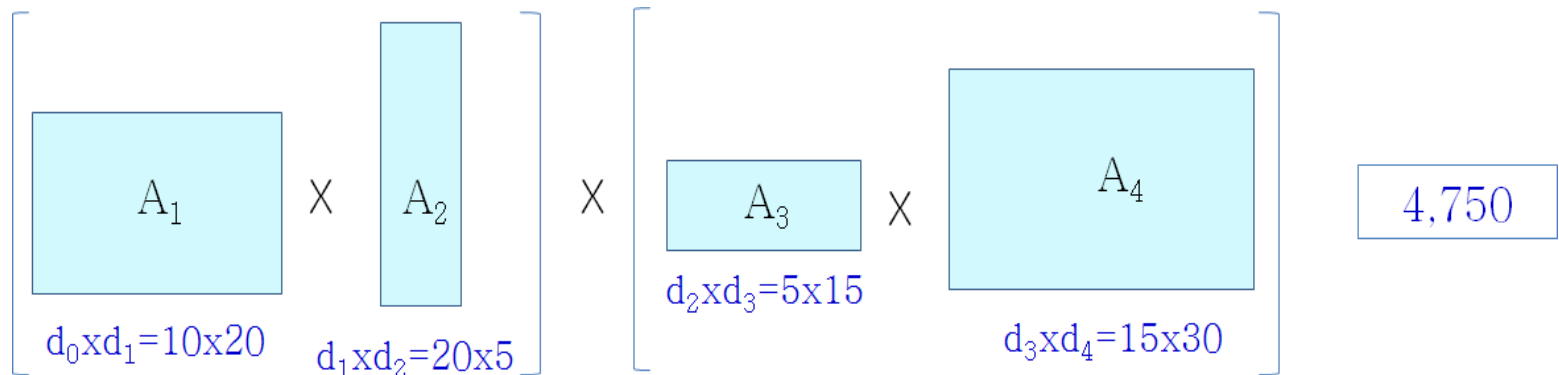 A₁ X A₂ X A₃ X A₄ 4,750
d₀xd₁=10x20 d₁xd₂=20x5 d₂xd₃=5x15 d₃xd₄=15x30